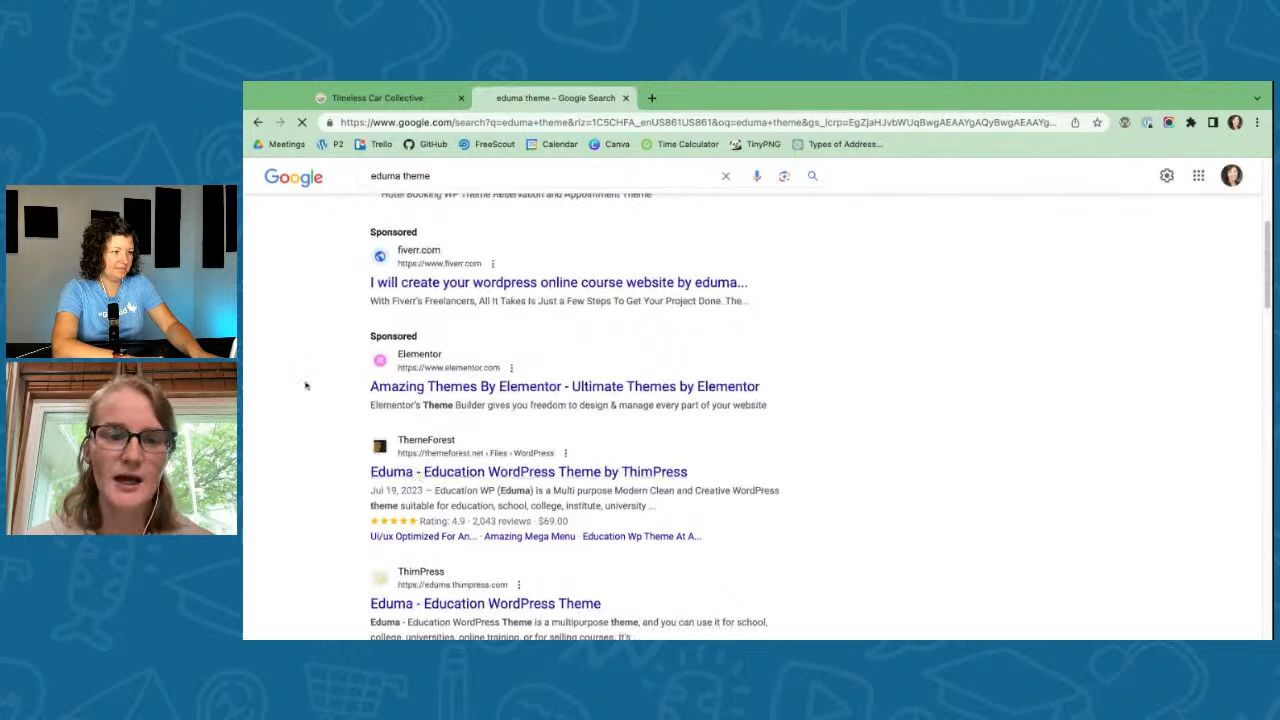 Timeless Car Collective
eduma theme - Google Search
https://www.google.com/search?q=eduma+theme&rlz=1C5CHFA_enUS861US861&oq=eduma+theme&gs_lcrp=EgZjaHJvbWUqBwgAEAAYgAQyBwgAEAAYgAQyBwgAEAAYg...
Meetings P2 Trello GitHub FreeScout Calendar Canva Time Calculator TinyPNG Types of Addresse...
Google
eduma theme
Hotel Booking WP Theme Reservation and Appointment Theme
Sponsored
fiverr.com
https://www.fiverr.com
I will create your wordpress online course website by eduma...
With Fiverr's Freelancers, All It Takes Is Just a Few Steps To Get Your Project Done. The...
Sponsored
Elementor
https://www.elementor.com
Amazing Themes By Elementor - Ultimate Themes by Elementor
Elementor's Theme Builder gives you freedom to design & manage every part of your website
ThemeForest
https://themeforest.net › Files › WordPress
Eduma - Education WordPress Theme by ThimPress
Jul 19, 2023 — Education WP (Eduma) is a Multi purpose Modern Clean and Creative WordPress
theme suitable for education, school, college, institute, university ...
Rating: 4.9 · 2,043 reviews · $69.00
Ui/ux Optimized For An... · Amazing Mega Menu · Education Wp Theme At A...
ThimPress
https://eduma.thimpress.com
Eduma - Education WordPress Theme
Eduma - Education WordPress Theme is a multipurpose theme, and you can use it for school,
college, universities, online training, or for selling courses. It's ...